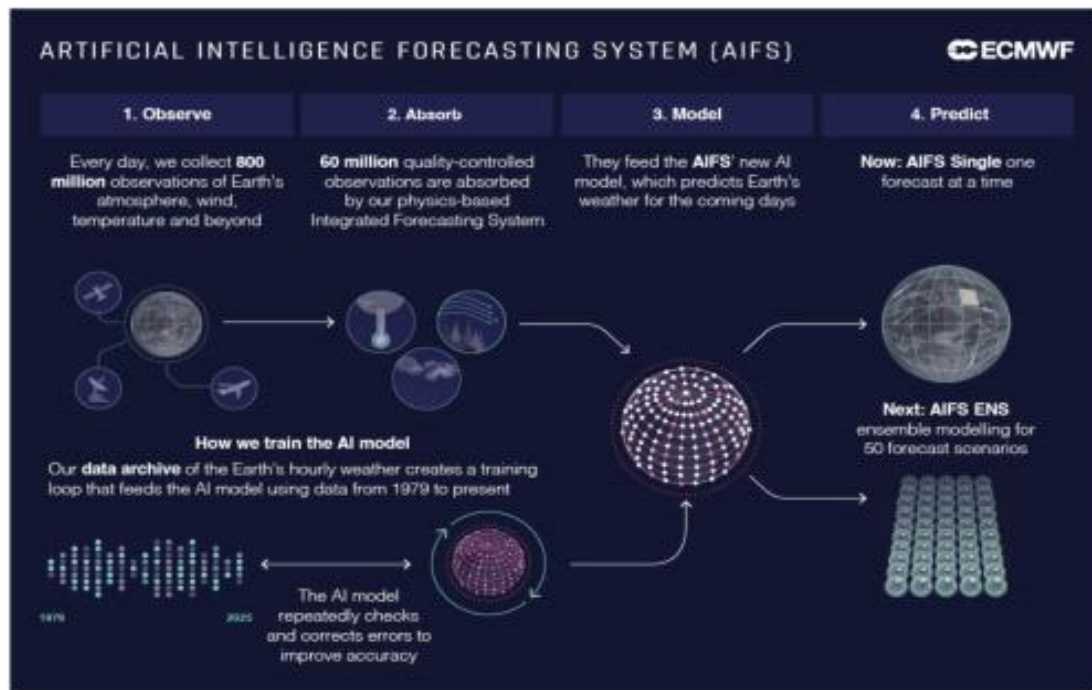 ARTIFICIAL INTELLIGENCE FORECASTING SYSTEM (AIFS)
ECMWF
1. Observe
Every day, we collect 800
million observations of Earth's
atmosphere, wind,
temperature and beyond
2. Absorb
60 million quality-controlled
observations are absorbed
by our physics-based
Integrated Forecasting System
3. Model
They feed the AIFS' new AI
model, which predicts Earth's
weather for the coming days
4. Predict
Now: AIFS Single one
forecast at a time
Next: AIFS ENS
ensemble modelling for
50 forecast scenarios
How we train the AI model
Our data archive of the Earth's hourly weather creates a training
loop that feeds the AI model using data from 1979 to present
1979
2025
The AI model
repeatedly checks
and corrects errors to
improve accuracy